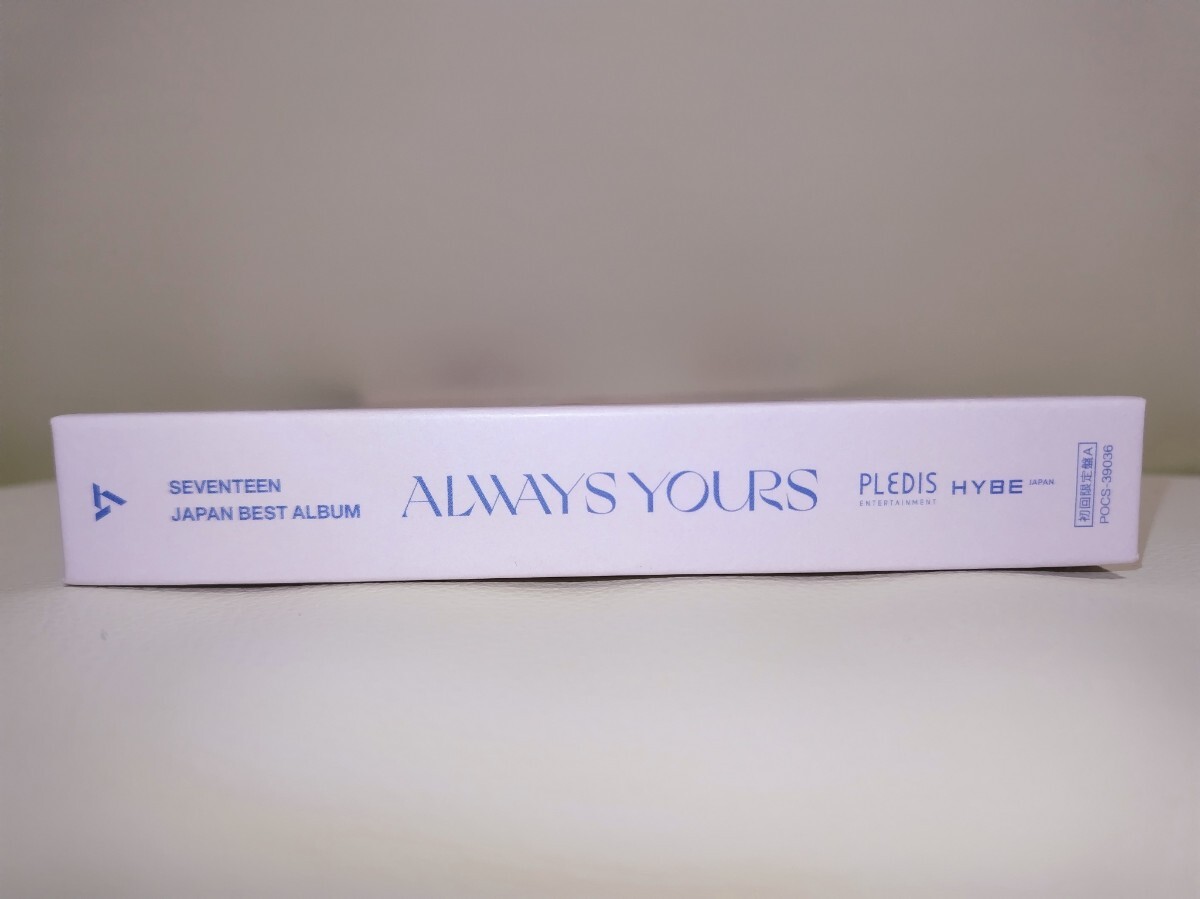 SEVENTEEN
JAPAN BEST ALBUM
ALWAYS YOURS
PLEDIS
ENTERTAINMENT
HYBE JAPAN
初回限定盤A
POCS-39036